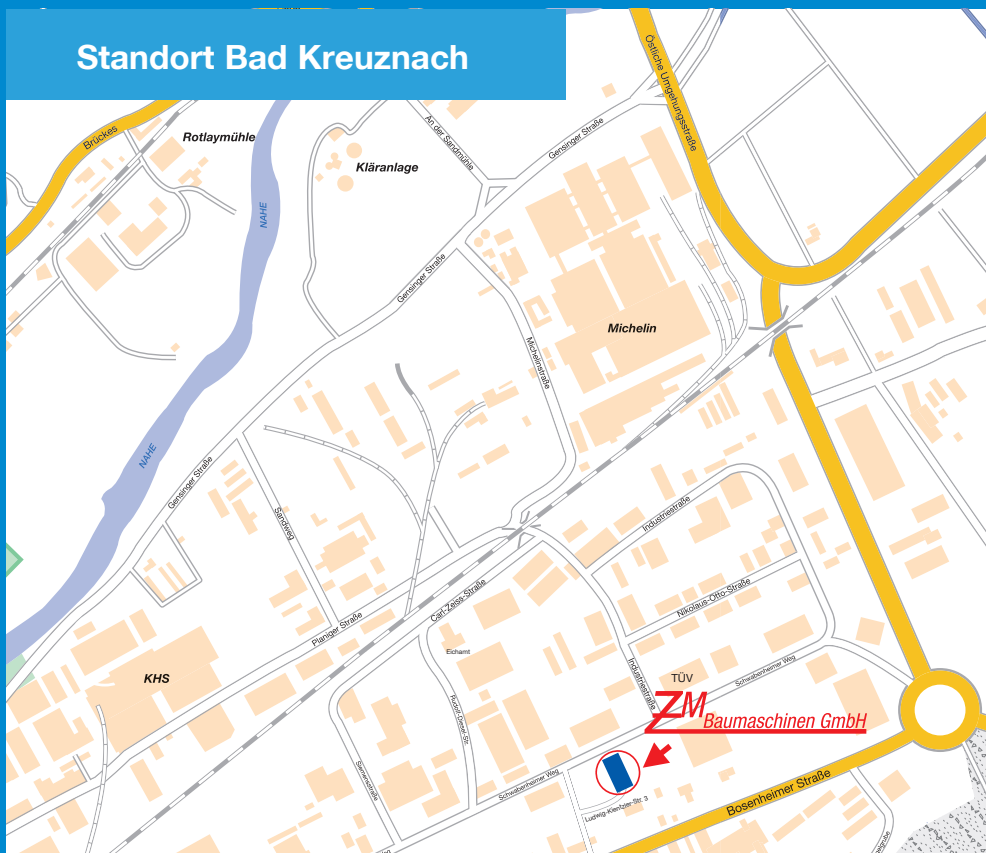 Standort Bad Kreuznach
Östliche Umgehungsstraße
Brückes
Rotlaymühle
An der Sandmühle
Gensinger Straße
Kläranlage
NAHE
Gensinger Straße
Michelin
Michelinstraße
NAHE
Gensinger Straße
Sandweg
Industriestraße
Carl-Zeiss-Straße
Nikolaus-Otto-Straße
Planiger Straße
Eichamt
KHS
Industriestraße
TÜV
Schwabenheimer Weg
Rudolf-Diesel-Str.
ZM Baumaschinen GmbH
Siemensstraße
Schwabenheimer Weg
Bosenheimer Straße
Ludwig-Kientzler-Str. 3